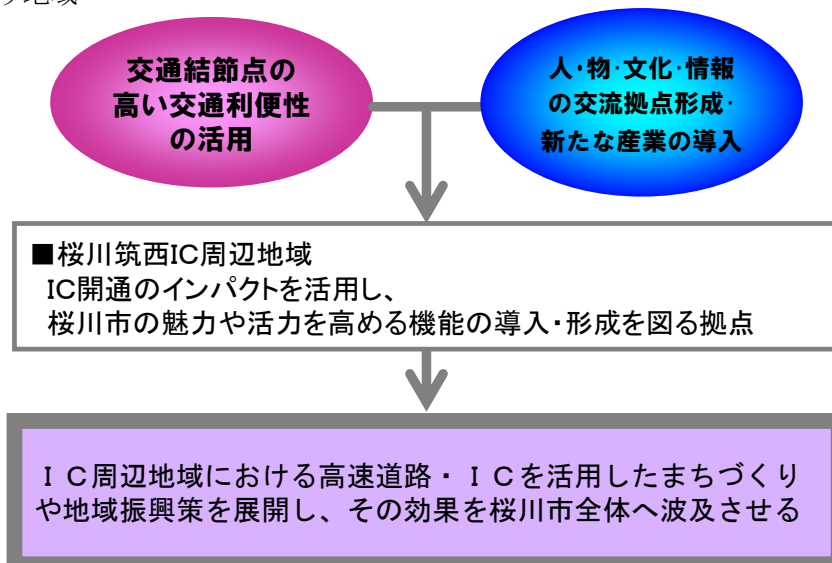 地域
交通結節点の
高い交通利便性
の活用
人・物・文化・情報
の交流拠点形成・
新たな産業の導入
■桜川筑西IC周辺地域
IC開通のインパクトを活用し、
桜川市の魅力や活力を高める機能の導入・形成を図る拠点
ＩＣ周辺地域における高速道路・ＩＣを活用したまちづくり
や地域振興策を展開し、その効果を桜川市全体へ波及させる